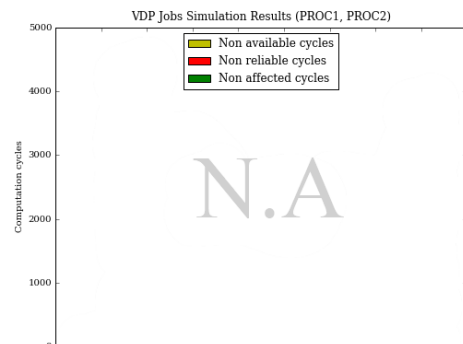 VDP Jobs Simulation Results (PROC1, PROC2)
5000
Non available cycles
Non reliable cycles
Non affected cycles
4000
3000
Computation cycles
N.A
2000
1000